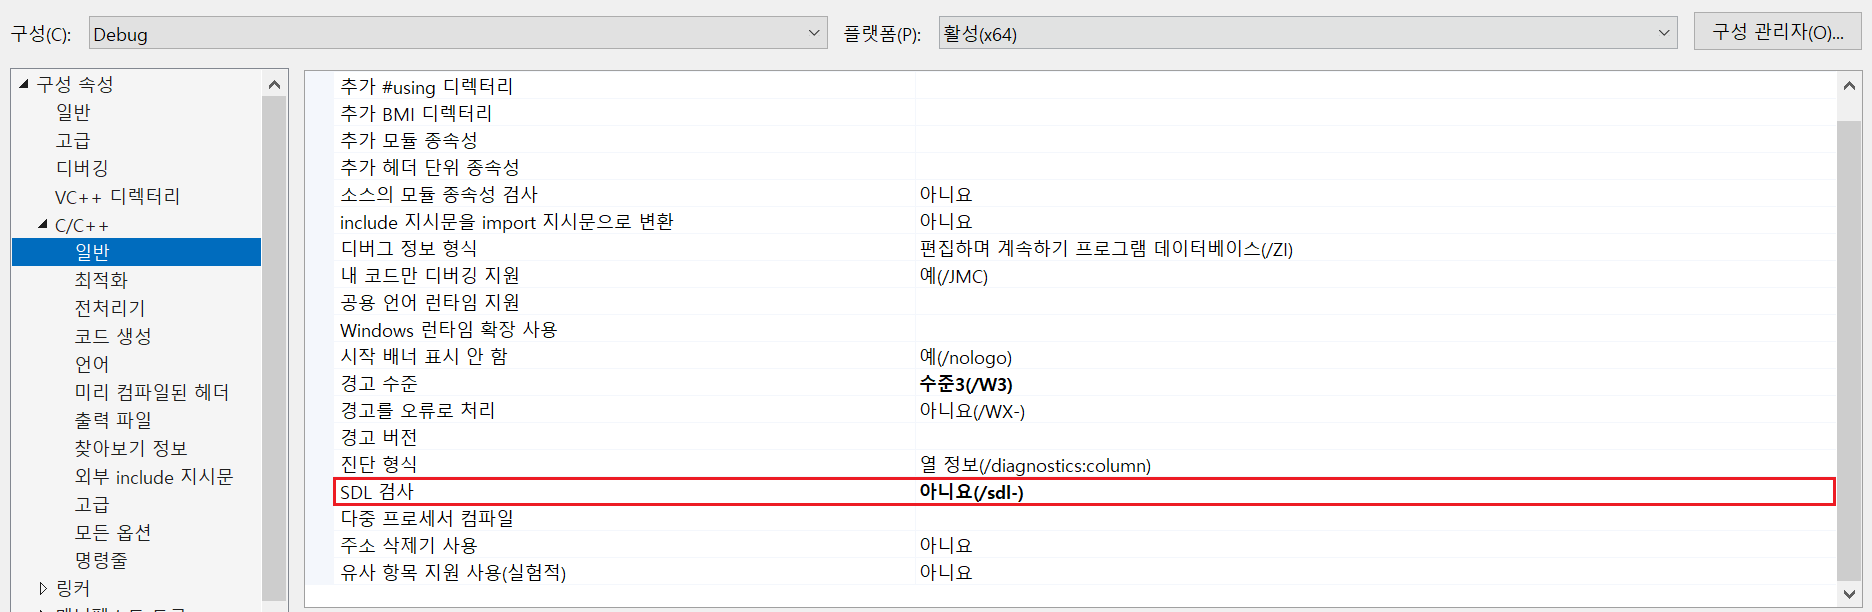 구성(C): Debug 플랫폼(P): 활성(x64) 구성 관리자(O)...
구성 속성
일반
고급
디버깅
VC++ 디렉터리
C/C++
일반
최적화
전처리기
코드 생성
언어
미리 컴파일된 헤더
출력 파일
찾아보기 정보
외부 include 지시문
고급
모든 옵션
명령줄
링커
추가 #using 디렉터리
추가 BMI 디렉터리
추가 모듈 종속성
추가 헤더 단위 종속성
소스의 모듈 종속성 검사 아니요
include 지시문을 import 지시문으로 변환 아니요
디버그 정보 형식 편집하며 계속하기 프로그램 데이터베이스(/ZI)
내 코드만 디버깅 지원 예(/JMC)
공용 언어 런타임 지원
Windows 런타임 확장 사용
시작 배너 표시 안 함 예(/nologo)
경고 수준 수준3(/W3)
경고를 오류로 처리 아니요(/WX-)
경고 버전
진단 형식 열 정보(/diagnostics:column)
SDL 검사 아니요(/sdl-)
다중 프로세서 컴파일
주소 삭제기 사용 아니요
유사 항목 지원 사용(실험적) 아니요